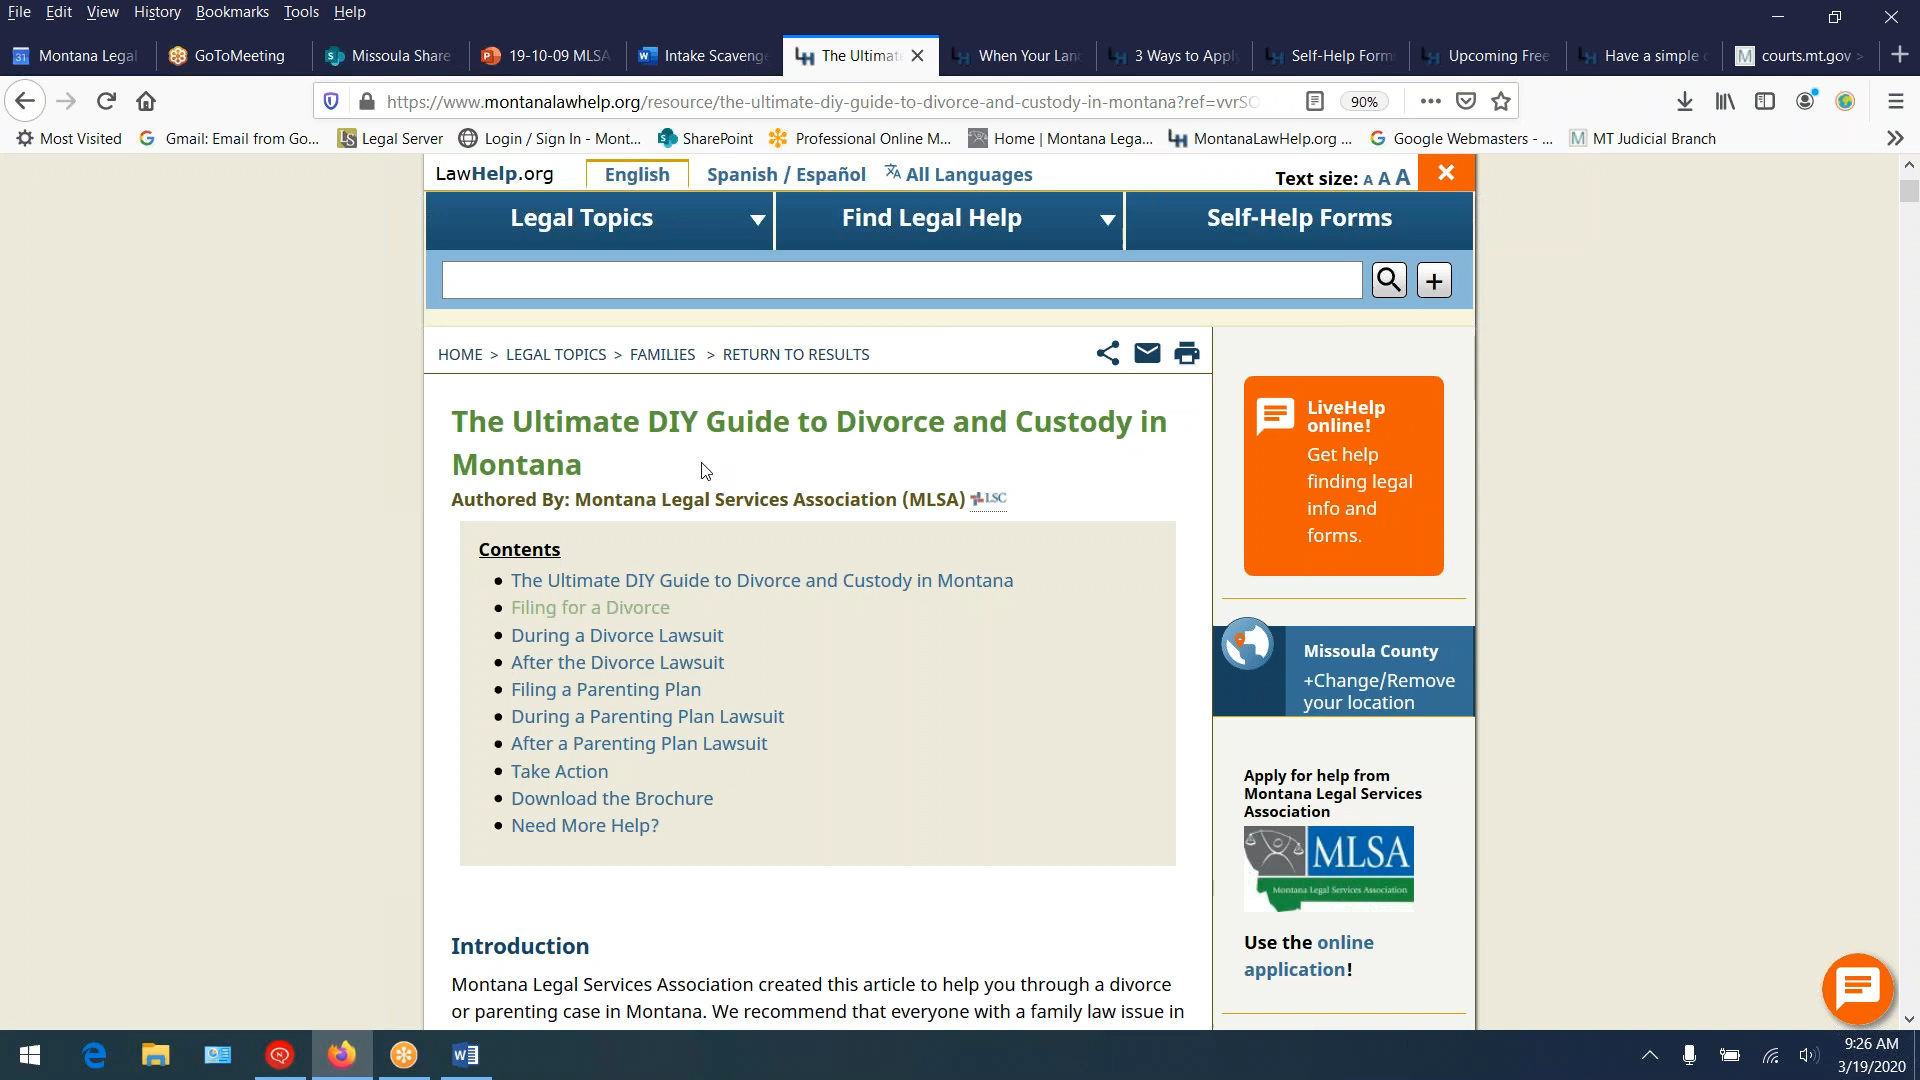 File Edit View History Bookmarks Tools Help
Montana Legal
GoToMeeting
Missoula Share
19-10-09 MLSA
Intake Scaveng
The Ultimat
When Your Lan
3 Ways to Appl
Self-Help Form
Upcoming Free
Have a simple
courts.mt.gov >
https://www.montanalawhelp.org/resource/the-ultimate-diy-guide-to-divorce-and-custody-in-montana?ref=vvrSO
90%
Most Visited
Gmail: Email from Go...
Legal Server
Login / Sign In - Mont...
SharePoint
Professional Online M...
Home | Montana Lega...
MontanaLawHelp.org ...
Google Webmasters - ...
MT Judicial Branch
LawHelp.org English Spanish / Español All Languages Text size: A A A
Legal Topics Find Legal Help Self-Help Forms
HOME > LEGAL TOPICS > FAMILIES > RETURN TO RESULTS
The Ultimate DIY Guide to Divorce and Custody in
Montana
Authored By: Montana Legal Services Association (MLSA) LSC
Contents
The Ultimate DIY Guide to Divorce and Custody in Montana
Filing for a Divorce
During a Divorce Lawsuit
After the Divorce Lawsuit
Filing a Parenting Plan
During a Parenting Plan Lawsuit
After a Parenting Plan Lawsuit
Take Action
Download the Brochure
Need More Help?
Introduction
Montana Legal Services Association created this article to help you through a divorce
or parenting case in Montana. We recommend that everyone with a family law issue in
LiveHelp
online!
Get help
finding legal
info and
forms.
Missoula County
+Change/Remove
your location
Apply for help from
Montana Legal Services
Association
MLSA
Montana Legal Services Association
Use the online
application!
9:26 AM
3/19/2020